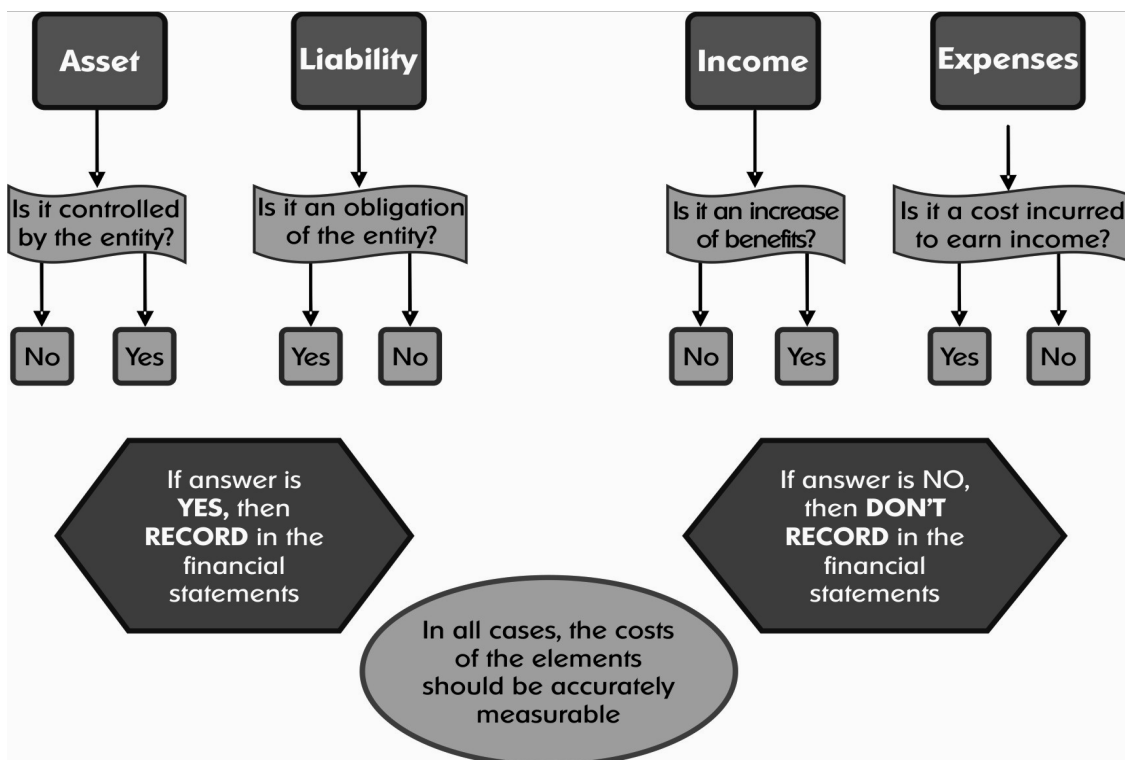 Asset
Liability
Income
Expenses
Is it controlled
by the entity?
Is it an obligation
of the entity?
Is it an increase
of benefits?
Is it a cost incurred
to earn income?
No
Yes
Yes
No
No
Yes
Yes
No
If answer is
YES, then
RECORD in the
financial
statements
If answer is NO,
then DON’T
RECORD in the
financial
statements
In all cases, the costs
of the elements
should be accurately
measurable